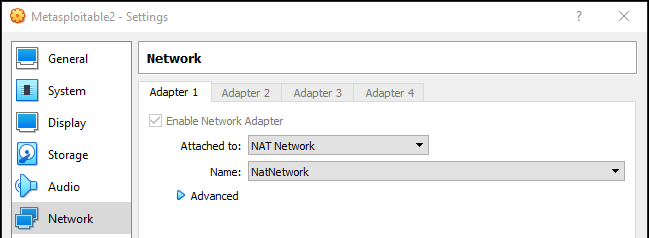 Metasploitable2 - Settings
?
General
System
Display
Storage
Audio
Network
Network
Adapter 1
Adapter 2
Adapter 3
Adapter 4
Enable Network Adapter
Attached to: NAT Network
Name: NatNetwork
Advanced